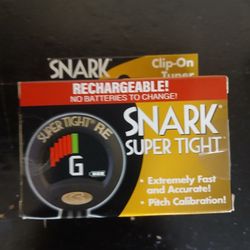 SNARK
Clip-On
Tuner
RECHARGEABLE!
NO BATTERIES TO CHANGE!
SUPER TIGHT
G
SNARK
SUPER TIGHT
• Extremely Fast
and Accurate!
• Pitch Calibration!